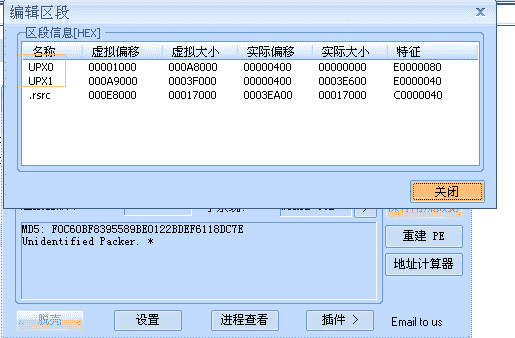 编辑区段
区段信息[HEX]
名称 虚拟偏移 虚拟大小 实际偏移 实际大小 特征
UPX0 00001000 000A8000 00000400 00000000 E0000080
UPX1 000A9000 0003F000 00000400 0003E600 E0000040
.rsrc 000E8000 00017000 0003EA00 00017000 C0000040
关闭
MD5: F0C60BF8395589BE0122BDEF6118DC7E
Unidentified Packer. *
重建 PE
地址计算器
脱壳 设置 进程查看 插件 > Email to us